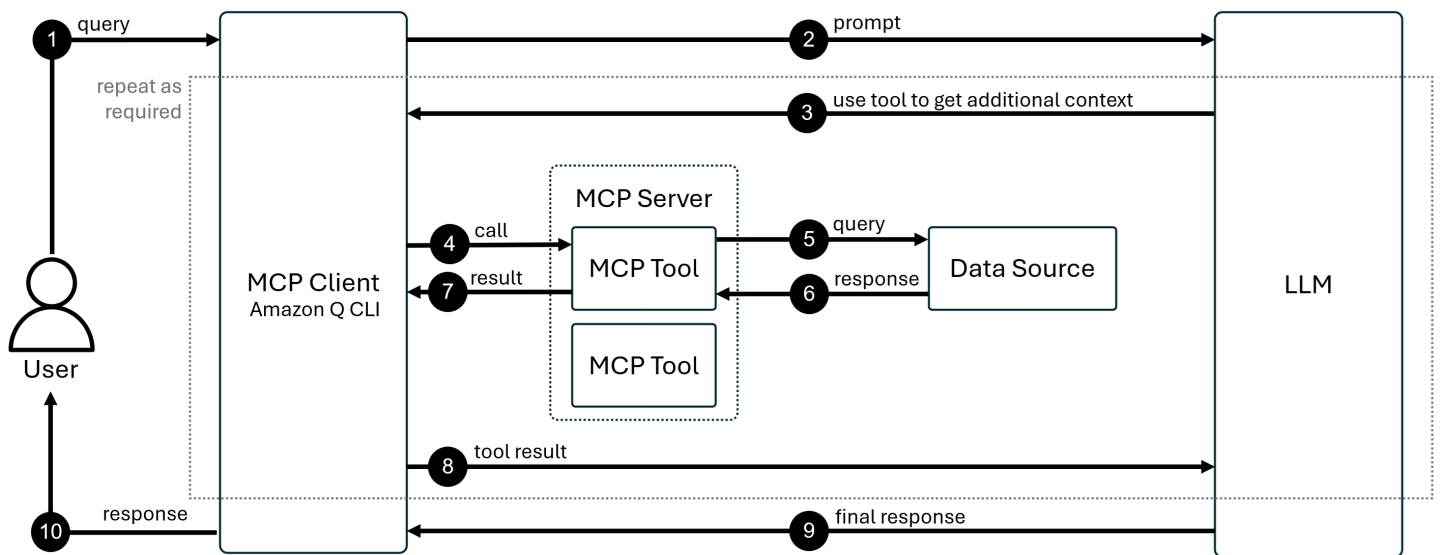 1
query
2
prompt
repeat as
required
3
use tool to get additional context
MCP Server
4
call
5
query
MCP Tool
Data Source
MCP Client
Amazon Q CLI
LLM
7
result
6
response
MCP Tool
User
8
tool result
10
response
9
final response